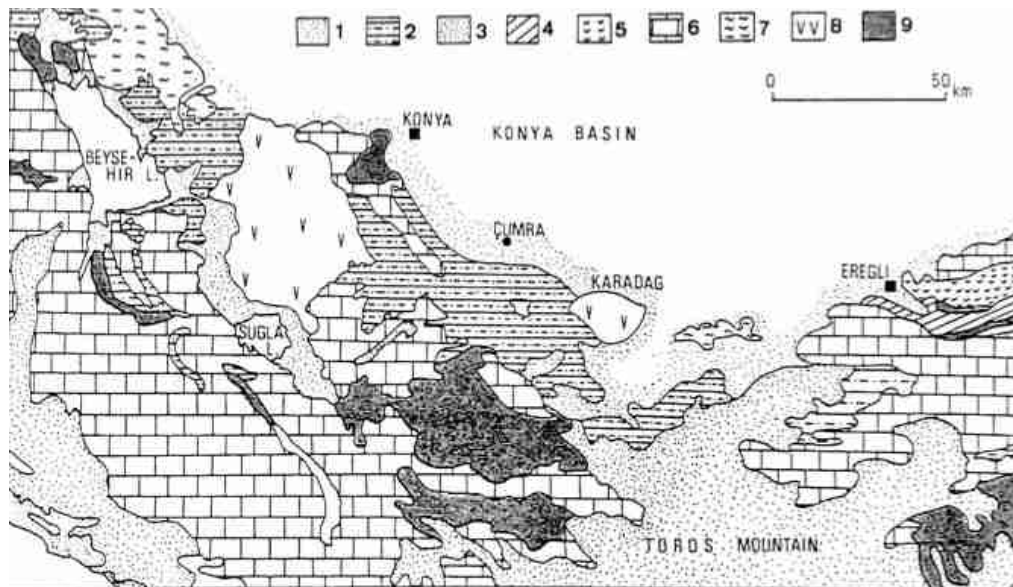 1 2 3 4 5 6 7 8 9
0 50
km
KONYA
KONYA BASIN
BEYSE-
HIR L.
ÇUMRA
KARADAG
EREGLI
SUGLA
TOROS MOUNTAIN